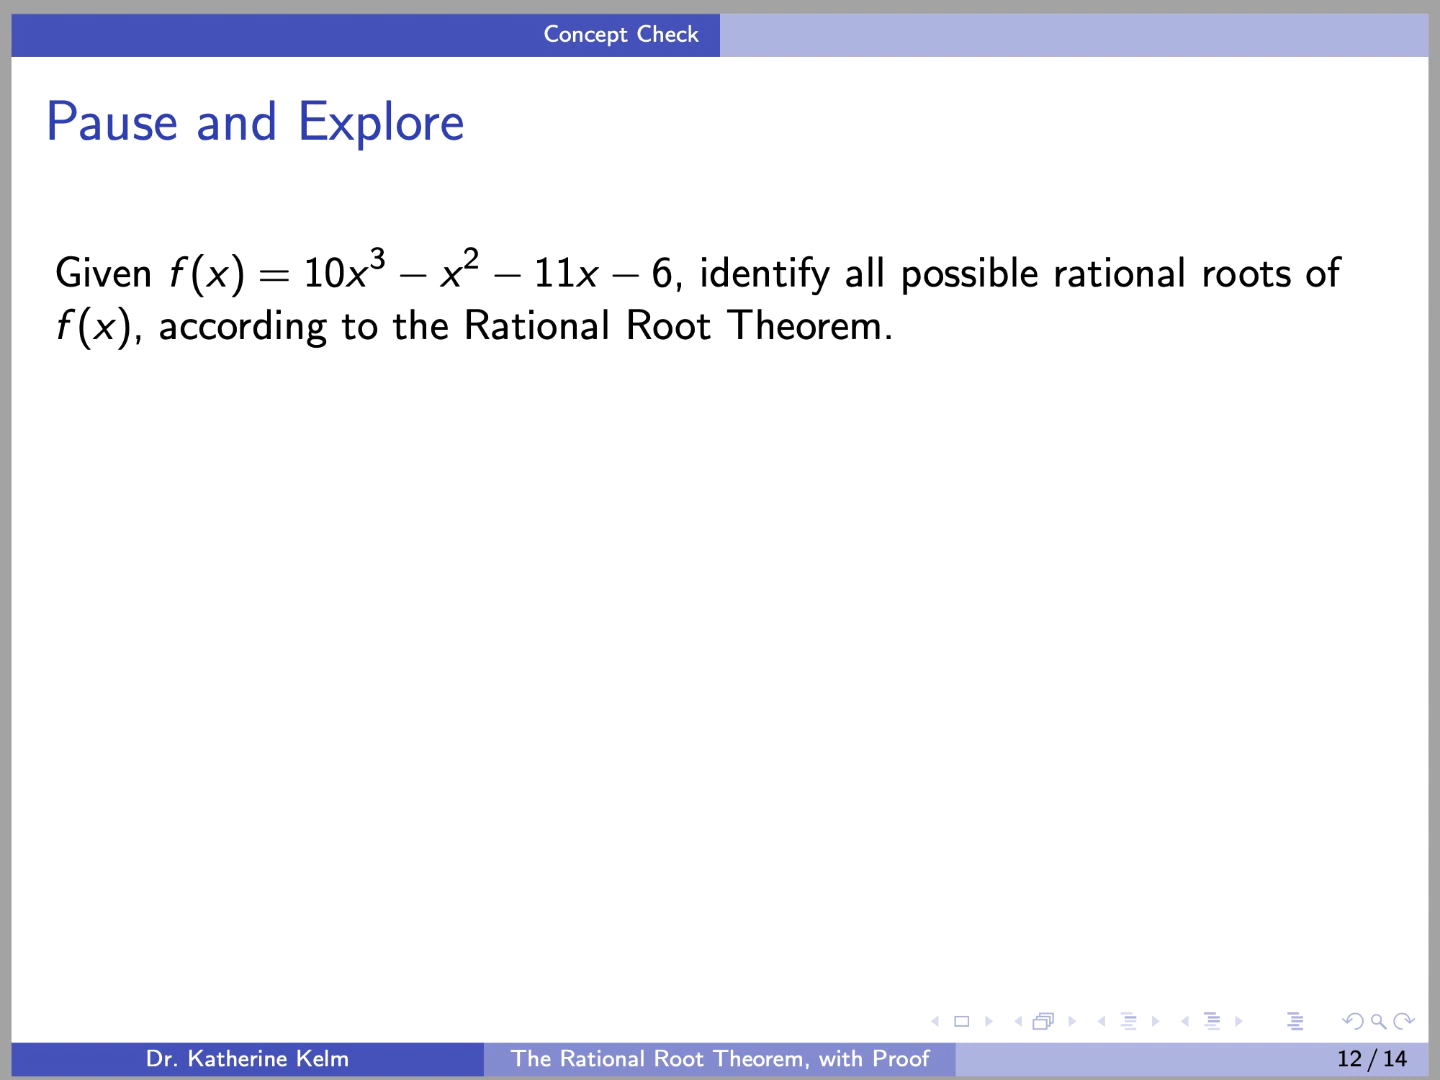 Concept Check
Pause and Explore
Given f(x) = 10x³ − x² − 11x − 6, identify all possible rational roots of
f(x), according to the Rational Root Theorem.
Dr. Katherine Kelm
The Rational Root Theorem, with Proof
12 / 14